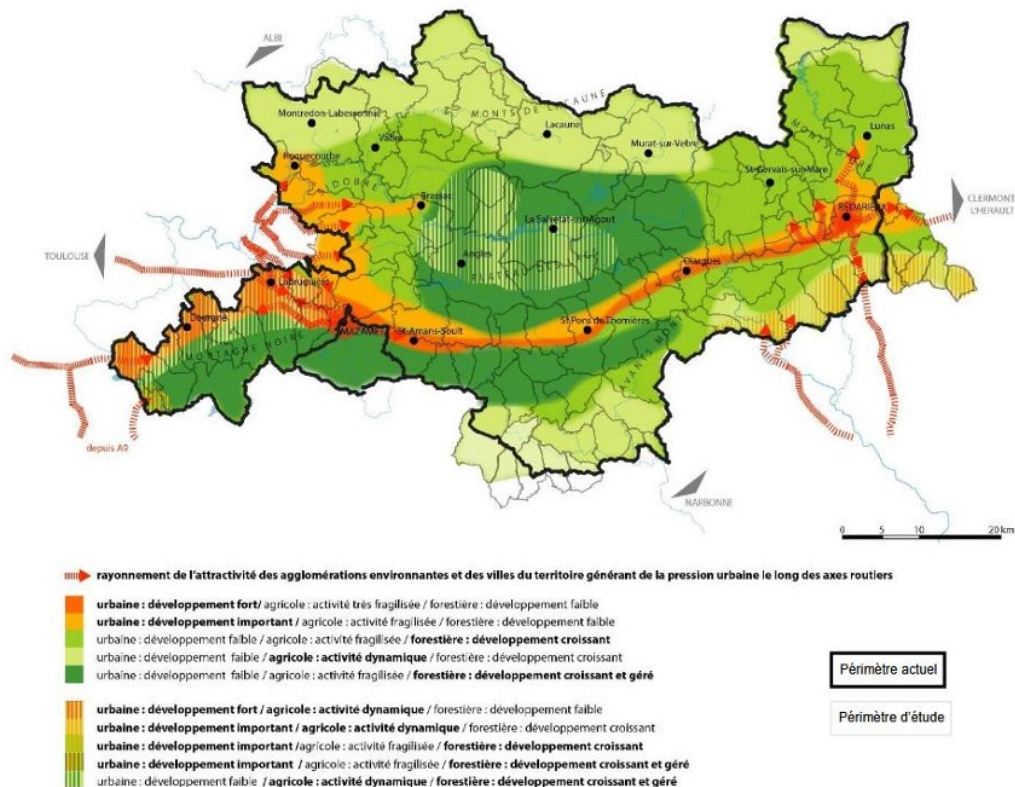 ALBI
MONTS DE LACAUNE
Montredon-Labessonnié
Lacaune
Lunas
Vabre
Murat-sur-Vèbre
Roquecourbe
St-Gervais-sur-Mare
Brassac
CLERMONT
L'HERAULT
BEDARIEUX
La Salvetat-sur-Agout
TOULOUSE
Angles
Olargues
Labruguière
Dourgne
MAZAMET
St-Amans-Soult
St Pons de Thomières
MONTAGNE NOIRE
depuis A9
NARBONNE
0 5 10 20 km
rayonnement de l'attractivité des agglomérations environnantes et des villes du territoire générant de la pression urbaine le long des axes routiers
urbaine : développement fort/ agricole : activité très fragilisée / forestière : développement faible
urbaine : développement important / agricole : activité fragilisée / forestière : développement faible
urbaine : développement faible / agricole : activité fragilisée / forestière : développement croissant
urbaine : développement faible / agricole : activité dynamique / forestière : développement croissant
urbaine : développement faible / agricole : activité fragilisée / forestière : développement croissant et géré
Périmètre actuel
urbaine : développement fort / agricole : activité dynamique / forestière : développement faible
urbaine : développement important / agricole : activité dynamique / forestière : développement croissant
urbaine : développement important /agricole : activité fragilisée / forestière : développement croissant
urbaine : développement important / agricole : activité fragilisée / forestière : développement croissant et géré
urbaine : développement faible / agricole : activité dynamique / forestière : développement croissant et géré
Périmètre d'étude